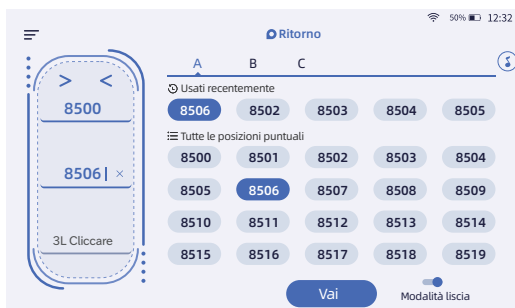 50% 12:32
Ritorno
A B C
Usati recentemente
8506 8502 8503 8504 8505
Tutte le posizioni puntuali
8500 8501 8502 8503 8504
8505 8506 8507 8508 8509
8510 8511 8512 8513 8514
8515 8516 8517 8518 8519
> <
8500
8506 ×
3L Cliccare
Vai
Modalità liscia